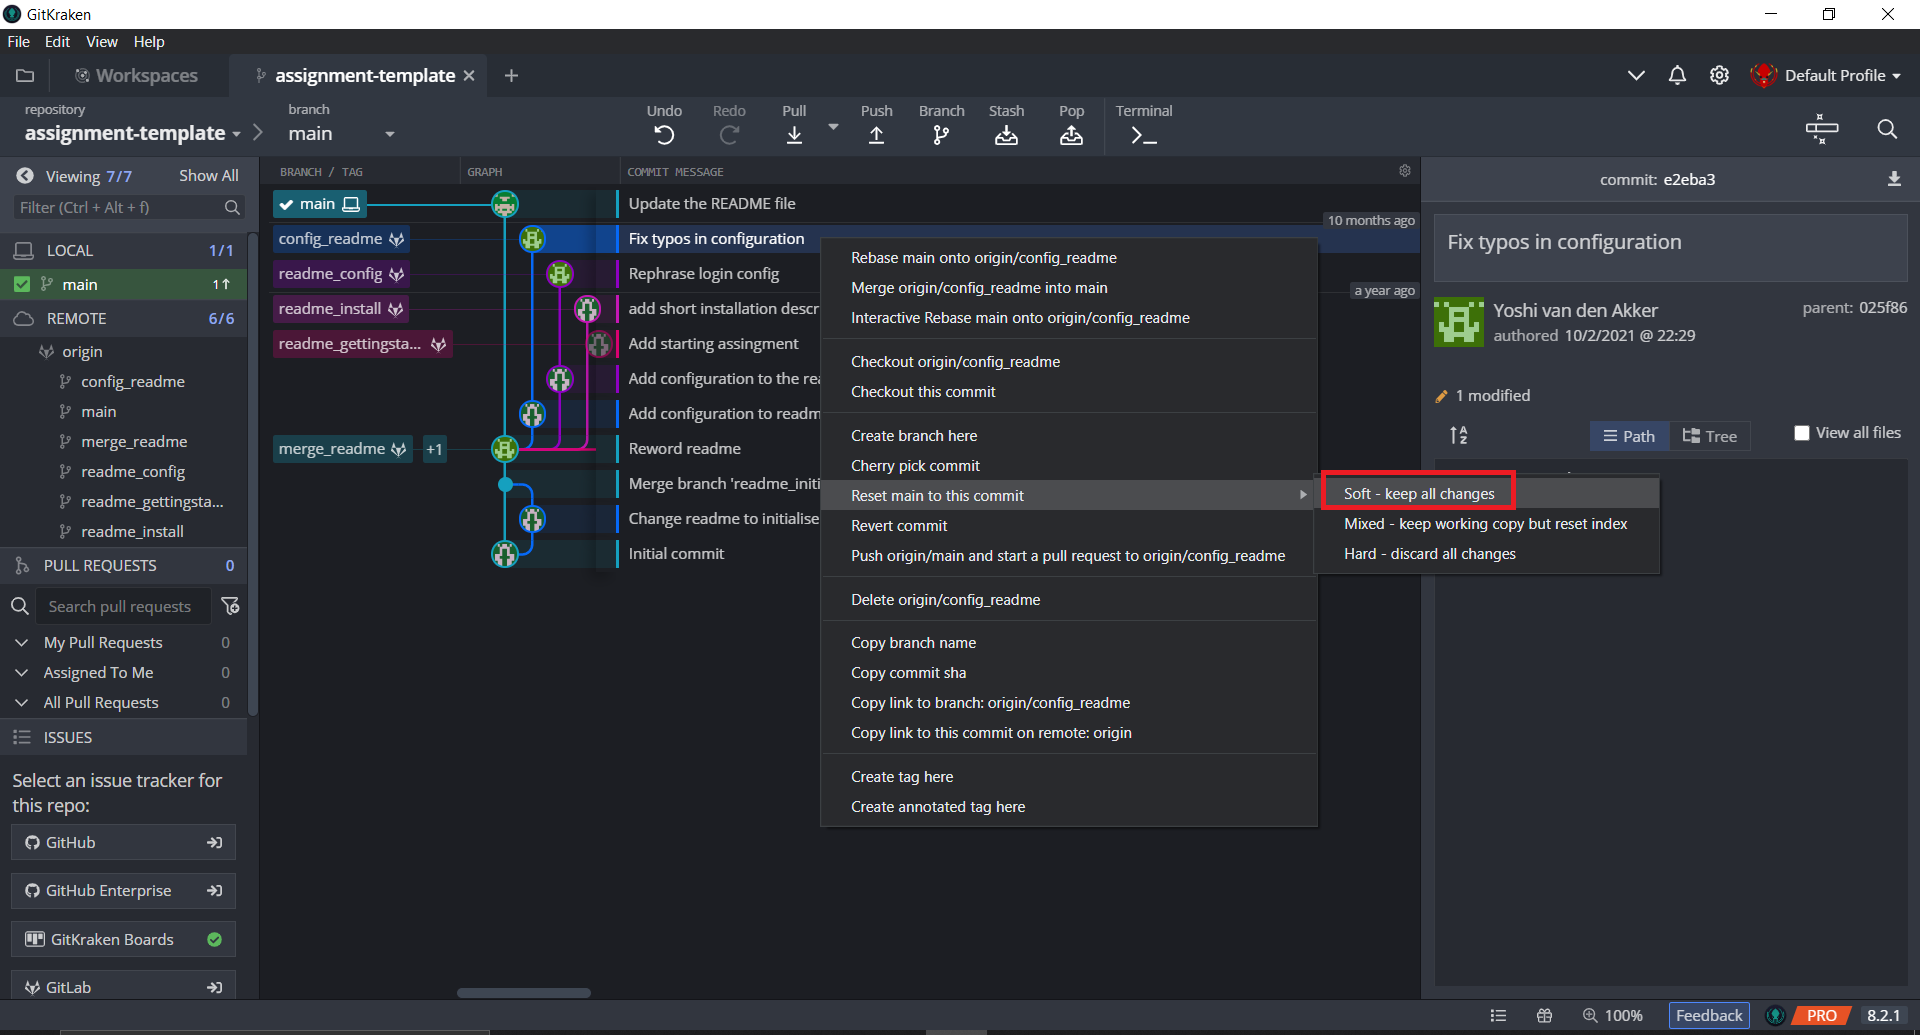 GitKraken
File Edit View Help
Workspaces
assignment-template
Default Profile
repository
assignment-template
branch
main
Undo
Redo
Pull
Push
Branch
Stash
Pop
Terminal
Viewing 7/7 Show All
Filter (Ctrl + Alt + f)
LOCAL 1/1
main 1
REMOTE 6/6
origin
config_readme
main
merge_readme
readme_config
readme_gettingsta...
readme_install
PULL REQUESTS 0
Search pull requests
My Pull Requests 0
Assigned To Me 0
All Pull Requests 0
ISSUES
Select an issue tracker for
this repo:
GitHub
GitHub Enterprise
GitKraken Boards
GitLab
BRANCH / TAG GRAPH COMMIT MESSAGE
main Update the README file
10 months ago
config_readme Fix typos in configuration
readme_config Rephrase login config
a year ago
readme_install add short installation descr
readme_gettingsta... Add starting assingment
Add configuration to the rea
Add configuration to readm
merge_readme +1 Reword readme
Merge branch 'readme_initi
Change readme to initialise
Initial commit
Rebase main onto origin/config_readme
Merge origin/config_readme into main
Interactive Rebase main onto origin/config_readme
Checkout origin/config_readme
Checkout this commit
Create branch here
Cherry pick commit
Reset main to this commit
Revert commit
Push origin/main and start a pull request to origin/config_readme
Delete origin/config_readme
Copy branch name
Copy commit sha
Copy link to branch: origin/config_readme
Copy link to this commit on remote: origin
Create tag here
Create annotated tag here
Soft - keep all changes
Mixed - keep working copy but reset index
Hard - discard all changes
commit: e2eba3
Fix typos in configuration
Yoshi van den Akker
authored 10/2/2021 @ 22:29
parent: 025f86
1 modified
A
Z
Path
Tree
View all files
100%
Feedback
PRO
8.2.1